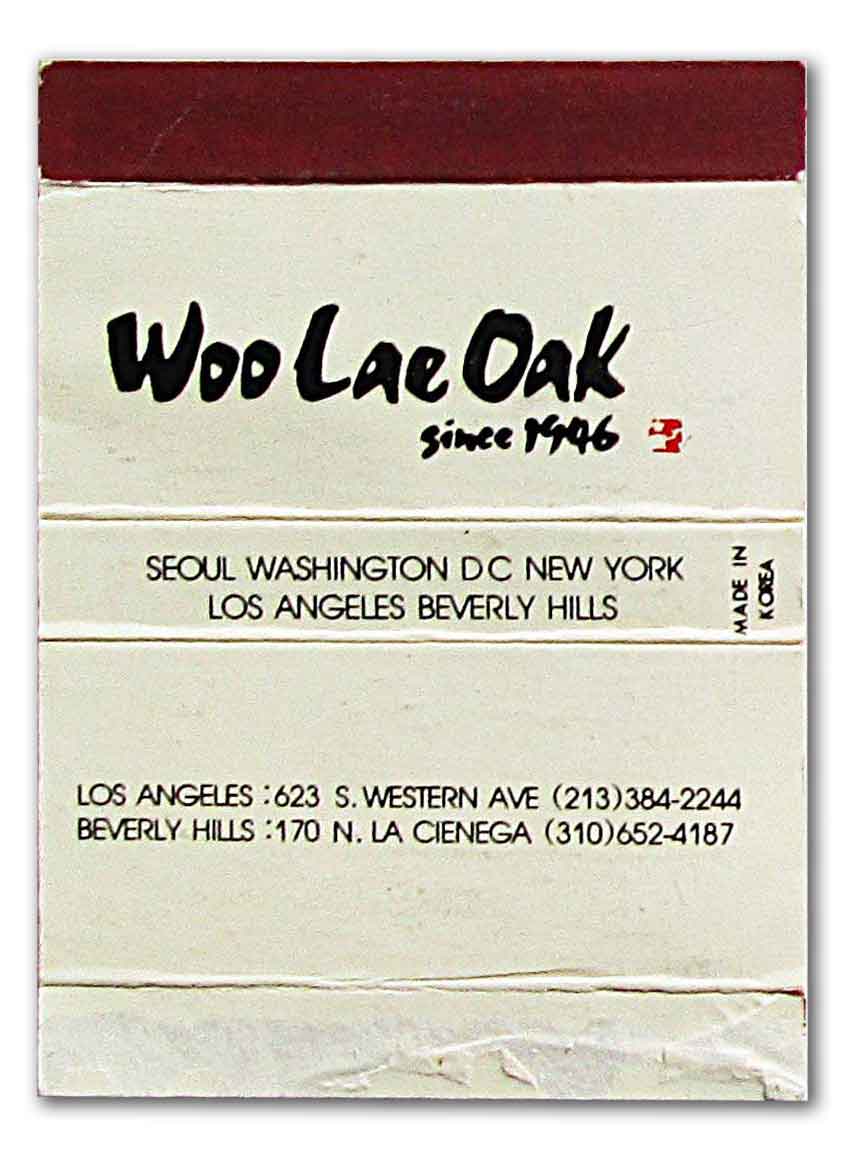 Woo Lae Oak
since 1946
SEOUL WASHINGTON D C NEW YORK
LOS ANGELES BEVERLY HILLS
MADE IN
KOREA
LOS ANGELES : 623 S. WESTERN AVE (213)384-2244
BEVERLY HILLS : 170 N. LA CIENEGA (310)652-4187